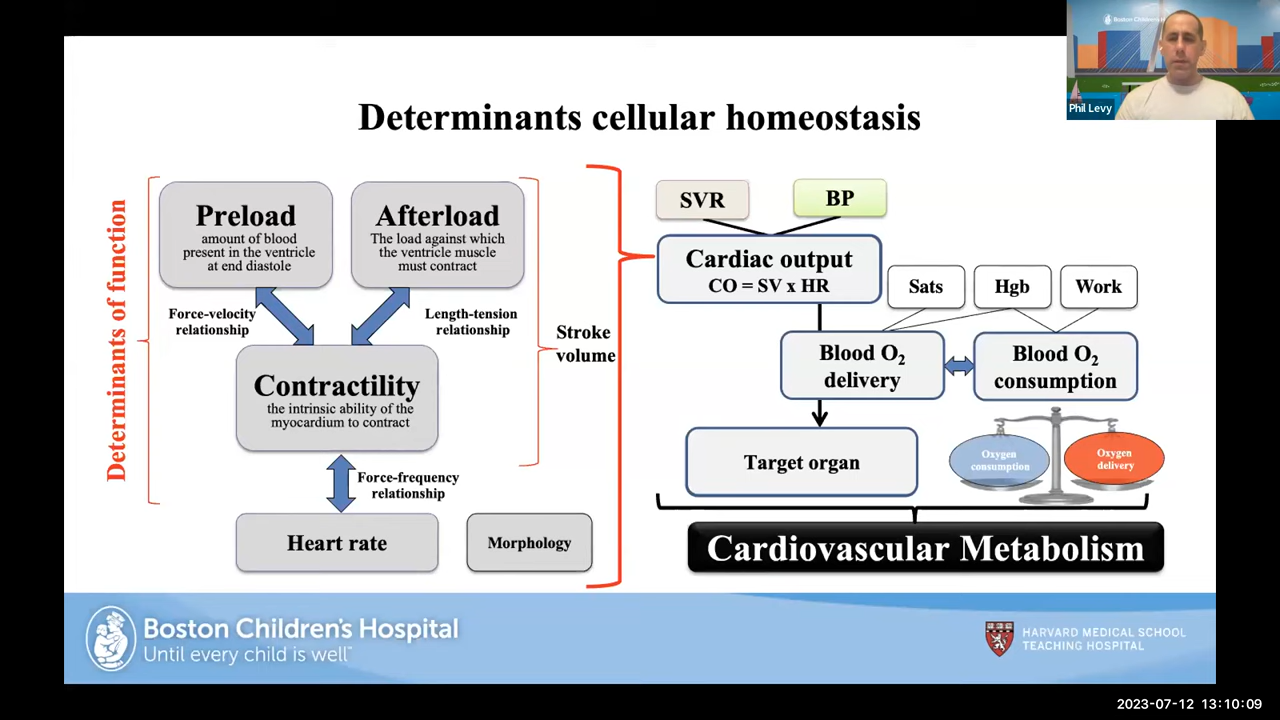 Boston Children's H
Phil Levy
Determinants cellular homeostasis
Determinants of function
Preload
amount of blood
present in the ventricle
at end diastole
Afterload
The load against which
the ventricle muscle
must contract
Force-velocity
relationship
Length-tension
relationship
Contractility
the intrinsic ability of the
myocardium to contract
Force-frequency
relationship
Heart rate
Morphology
Stroke
volume
SVR
BP
Cardiac output
CO = SV x HR
Sats
Hgb
Work
Blood O₂
delivery
Blood O₂
consumption
Target organ
Oxygen
consumption
Oxygen
delivery
Cardiovascular Metabolism
Boston Children's Hospital
Until every child is well™
HARVARD MEDICAL SCHOOL
TEACHING HOSPITAL
2023-07-12 13:10:09